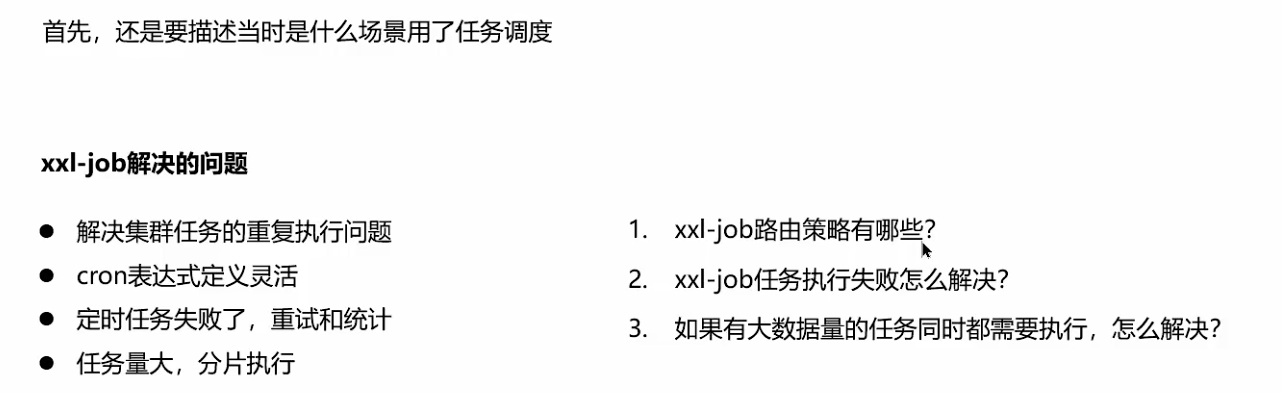 首先，还是要描述当时是什么场景用了任务调度
xxl-job解决的问题
● 解决集群任务的重复执行问题
● cron表达式定义灵活
● 定时任务失败了，重试和统计
● 任务量大，分片执行
1. xxl-job路由策略有哪些？
2. xxl-job任务执行失败怎么解决？
3. 如果有大数据量的任务同时都需要执行，怎么解决？